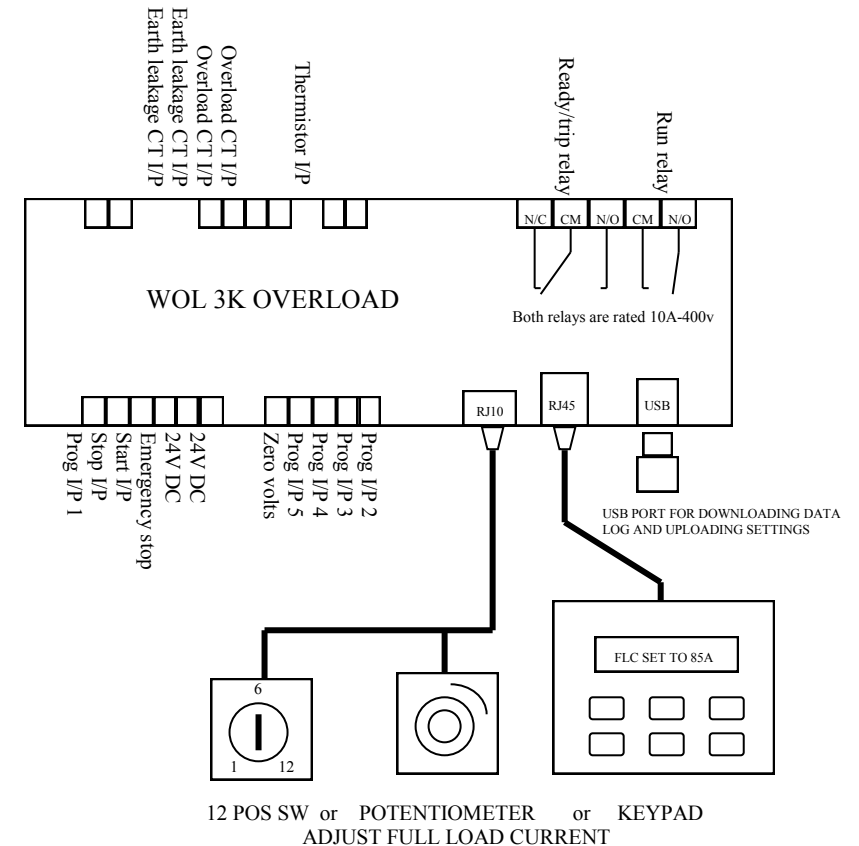 Earth leakage CT I/P
Earth leakage CT I/P
Overload CT I/P
Overload CT I/P
Thermistor I/P
Ready/trip relay
Run relay
N/C CM N/O CM N/O
WOL 3K OVERLOAD
Both relays are rated 10A-400v
RJ10
RJ45
USB
Prog I/P 1
Stop I/P
Start I/P
Emergency stop
24V DC
24V DC
Zero volts
Prog I/P 5
Prog I/P 4
Prog I/P 3
Prog I/P 2
USB PORT FOR DOWNLOADING DATA
LOG AND UPLOADING SETTINGS
FLC SET TO 85A
6
1 12
12 POS SW or POTENTIOMETER or KEYPAD
ADJUST FULL LOAD CURRENT